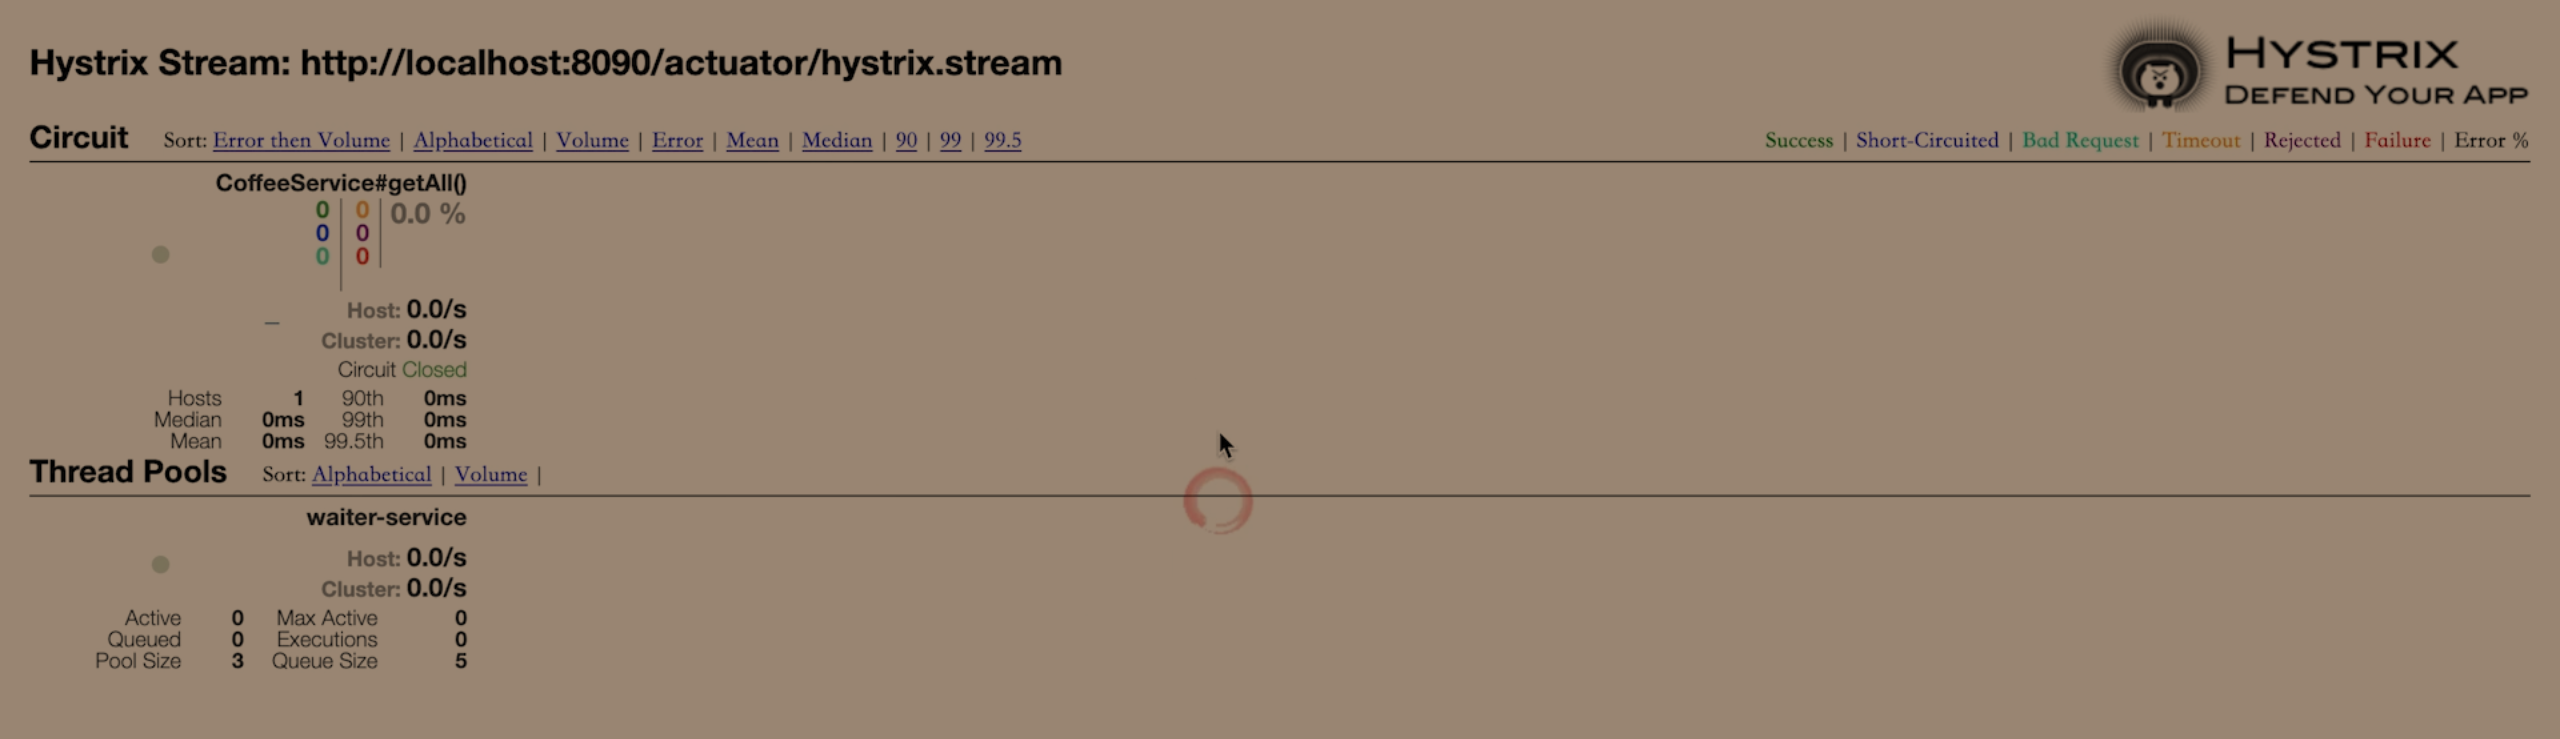 Hystrix Stream: http://localhost:8090/actuator/hystrix.stream
HYSTRIX
DEFEND YOUR APP
Circuit Sort: Error then Volume | Alphabetical | Volume | Error | Mean | Median | 90 | 99 | 99.5
Success | Short-Circuited | Bad Request | Timeout | Rejected | Failure | Error %
CoffeeService#getAll()
0 0 0.0 %
0 0
0 0
Host: 0.0/s
Cluster: 0.0/s
Circuit Closed
Hosts 1 90th 0ms
Median 0ms 99th 0ms
Mean 0ms 99.5th 0ms
Thread Pools Sort: Alphabetical | Volume |
waiter-service
Host: 0.0/s
Cluster: 0.0/s
Active 0 Max Active 0
Queued 0 Executions 0
Pool Size 3 Queue Size 5